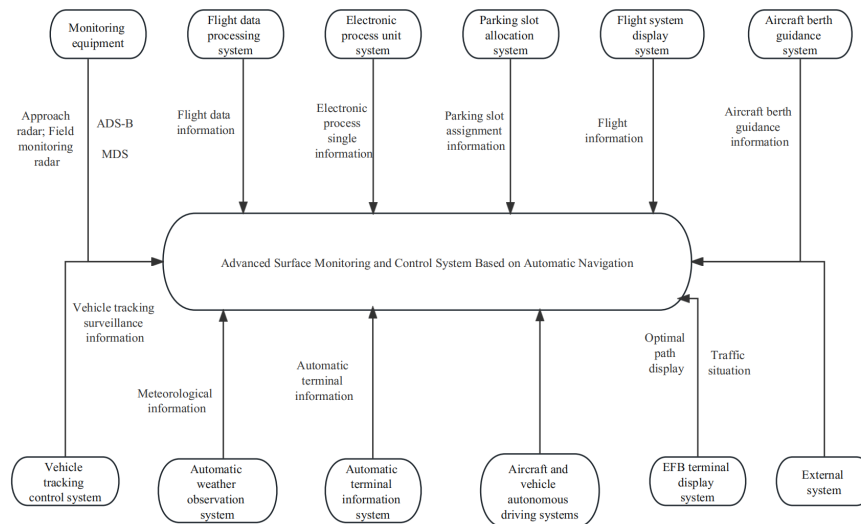 Monitoring
equipment
Flight data
processing
system
Electronic
process unit
system
Parking slot
allocation
system
Flight system
display
system
Aircraft berth
guidance
system
Approach
radar; Field
monitoring
radar
ADS-B
MDS
Flight data
information
Electronic
process
single
information
Parking slot
assignment
information
Flight
information
Aircraft berth
guidance
information
Advanced Surface Monitoring and Control System Based on Automatic Navigation
Vehicle tracking
surveillance
information
Meteorological
information
Automatic
terminal
information
Optimal
path
display
Traffic
situation
Vehicle
tracking
control system
Automatic
weather
observation
system
Automatic
terminal
information
system
Aircraft and
vehicle
autonomous
driving systems
EFB terminal
display
system
External
system